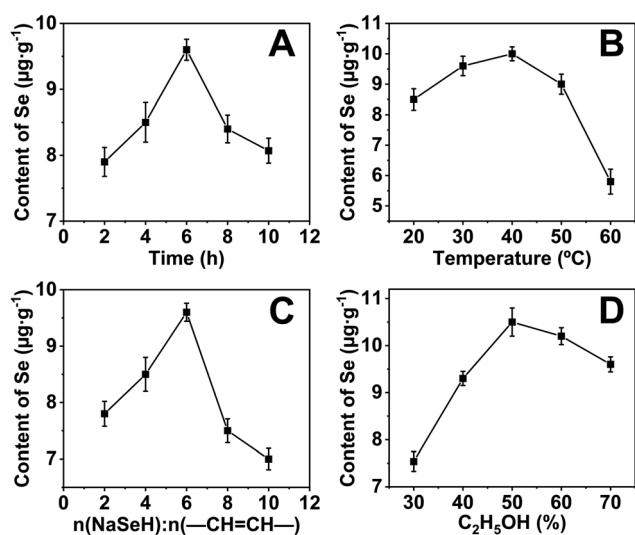 A
Content of Se (μg·g⁻¹)
10
9
8
7
0 2 4 6 8 10 12
Time (h)
B
Content of Se (μg·g⁻¹)
11
10
9
8
7
6
5
20 30 40 50 60
Temperature (ºC)
C
Content of Se (μg·g⁻¹)
10
9
8
7
0 2 4 6 8 10 12
n(NaSeH):n(—CH=CH—)
D
Content of Se (μg·g⁻¹)
11
10
9
8
7
30 40 50 60 70
C₂H₅OH (%)